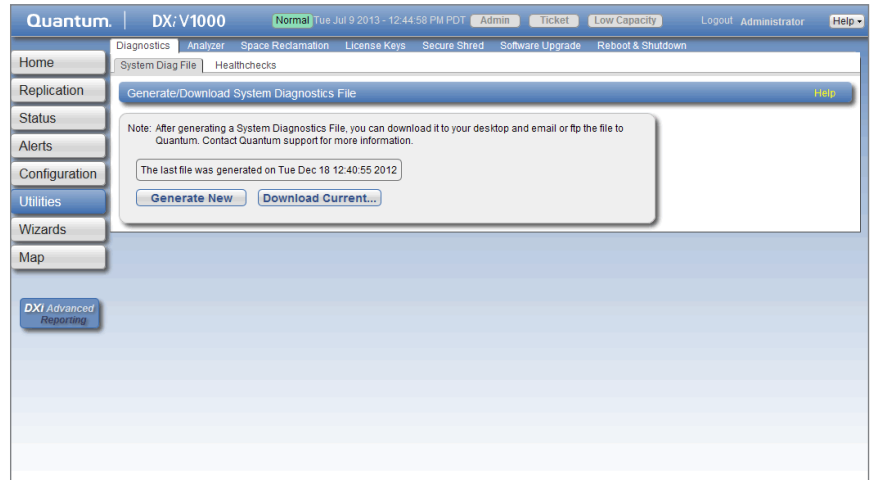 Quantum. DXi V1000 Normal Tue Jul 9 2013 - 12:44:58 PM PDT Admin Ticket Low Capacity Logout Administrator Help
Diagnostics Analyzer Space Reclamation License Keys Secure Shred Software Upgrade Reboot & Shutdown
System Diag File Healthchecks
Home
Replication
Status
Alerts
Configuration
Utilities
Wizards
Map
DXi Advanced
Reporting
Generate/Download System Diagnostics File Help
Note: After generating a System Diagnostics File, you can download it to your desktop and email or ftp the file to
Quantum. Contact Quantum support for more information.
The last file was generated on Tue Dec 18 12:40:55 2012
Generate New Download Current...